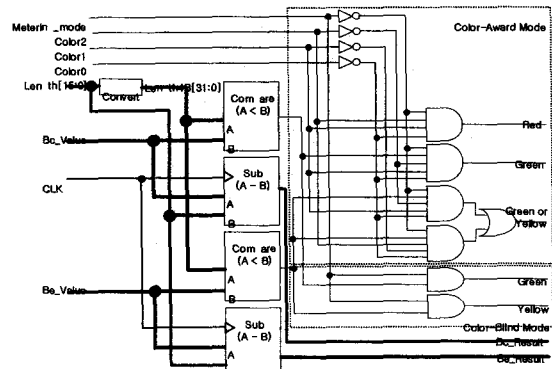 Meterin _mode
Color2
Color1
Color0
Len th[15:0]
Convert
Len th[31:0]
Bc_Value
CLK
Be_Value
Com are
(A < B)
A
B
Sub
(A - B)
A
B
Com are
(A < B)
A
B
Sub
(A - B)
A
B
Color-Award Mode
Red
Green
Green or
Yellow
Green
Yellow
Color-Blind Mode
Bc_Result
Be_Result